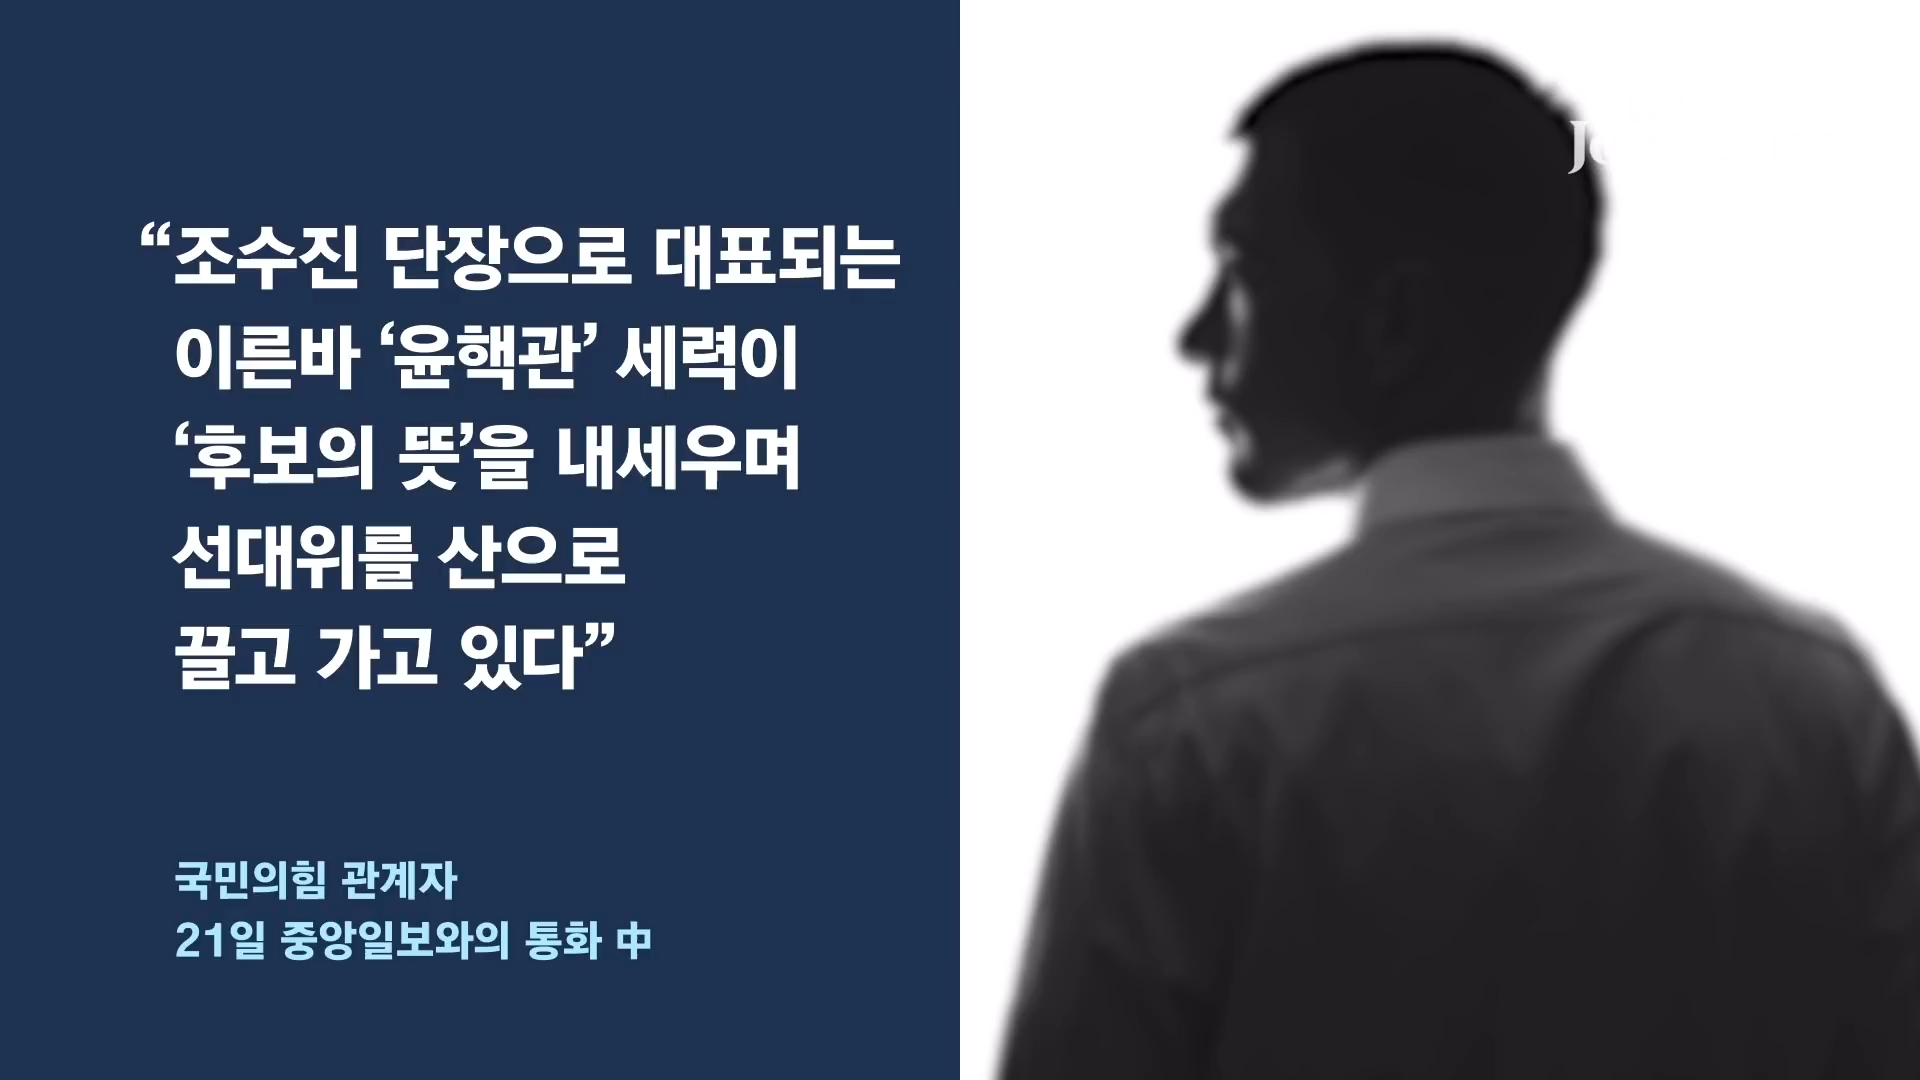 “조수진 단장으로 대표되는
이른바 ‘윤핵관’ 세력이
‘후보의 뜻’을 내세우며
선대위를 산으로
끌고 가고 있다”
국민의힘 관계자
21일 중앙일보와의 통화 中